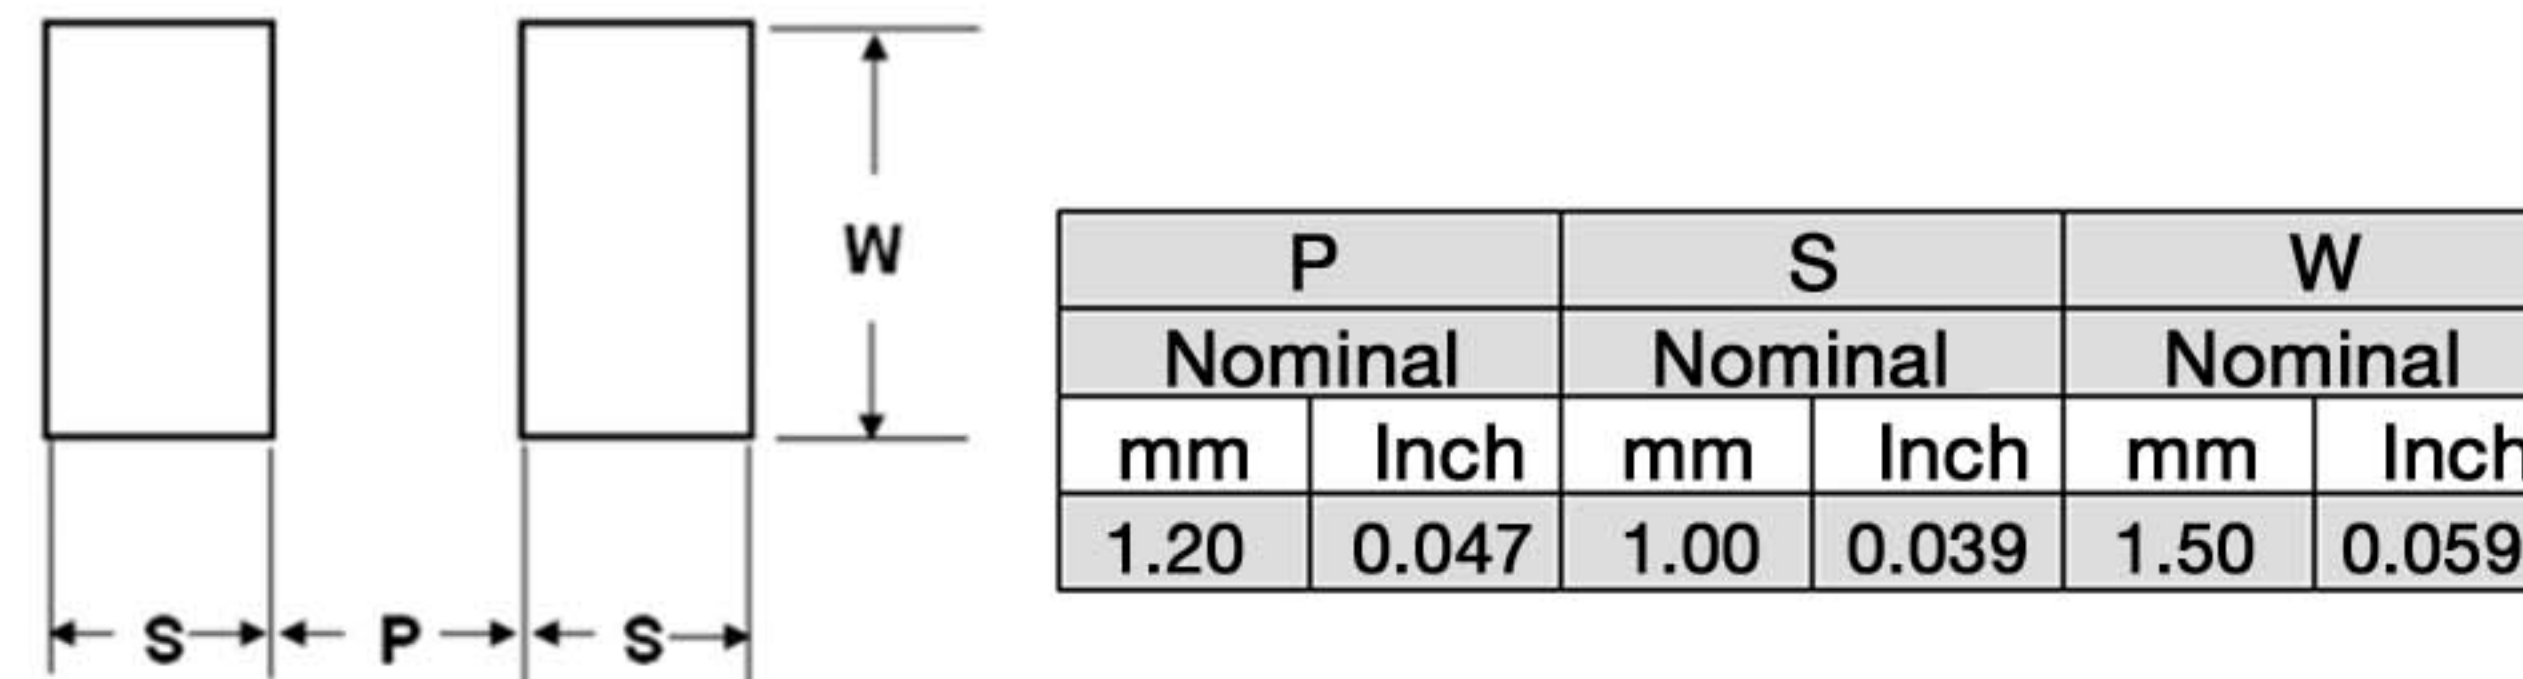 W
S P S
P S W
Nominal Nominal Nominal
mm Inch mm Inch mm Inch
1.20 0.047 1.00 0.039 1.50 0.059